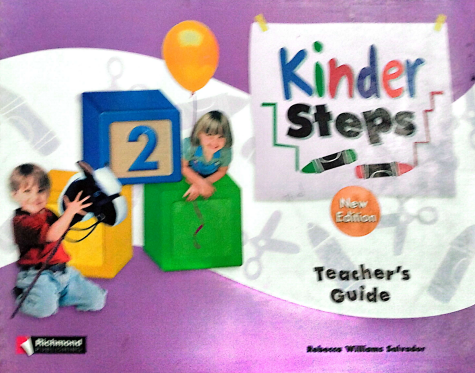 Kinder
Steps
2
New
Edition
Teacher's
Guide
Richmond
Rebecca Williams Salvador